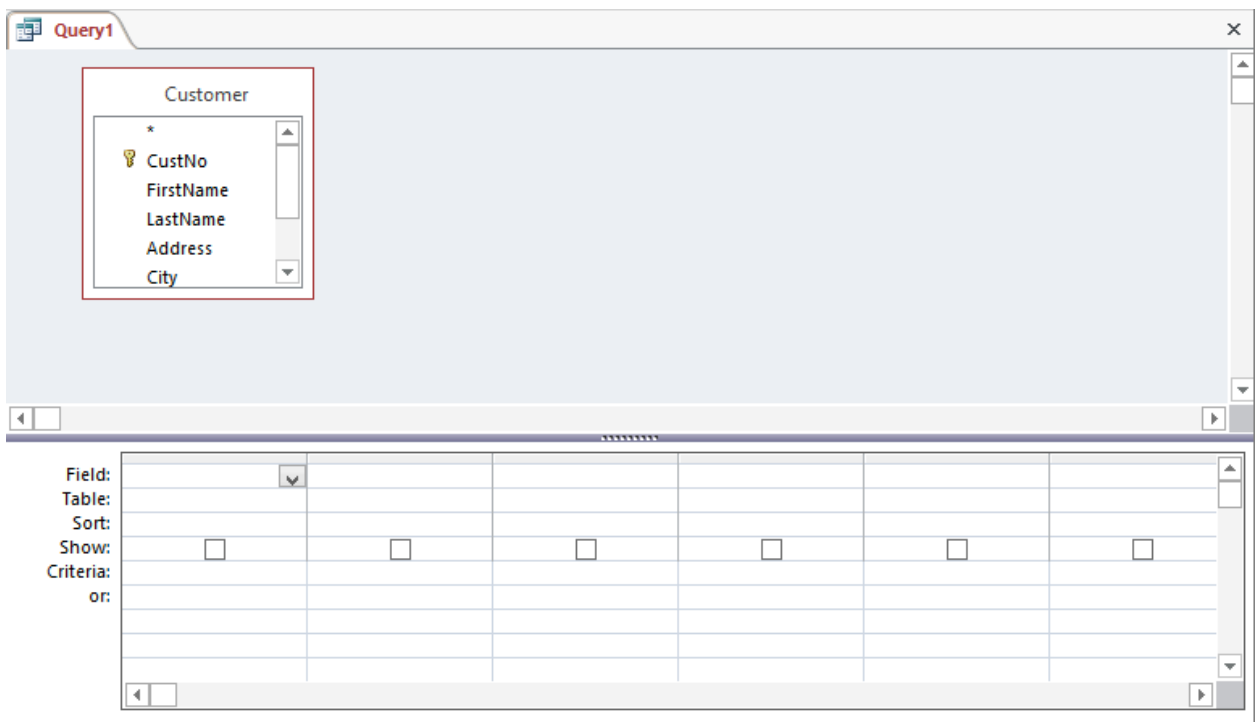 Query1
Customer
*
CustNo
FirstName
LastName
Address
City
Field:
Table:
Sort:
Show:
Criteria:
or: